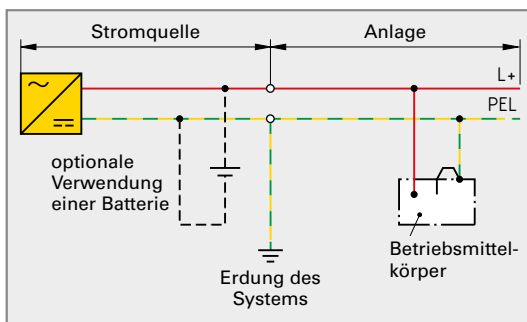 Stromquelle
Anlage
L+
PEL
optionale
Verwendung
einer Batterie
Erdung des
Systems
Betriebsmittel-
körper